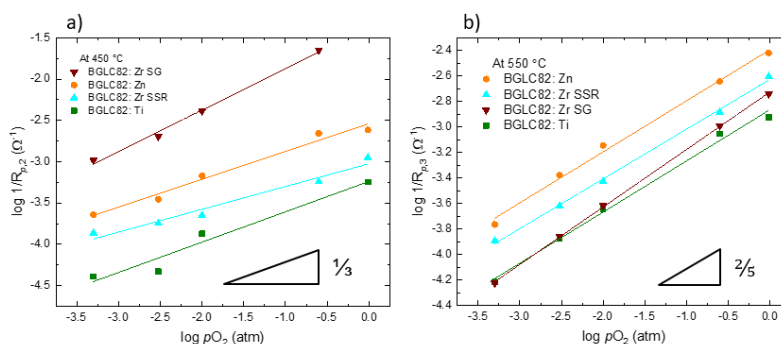 a)
At 450 °C
BGLC82: Zr SG
BGLC82: Zn
BGLC82: Zr SSR
BGLC82: Ti
-1.5
-2.0
-2.5
-3.0
-3.5
-4.0
-4.5
log 1/Rp,2 (Ω⁻¹)
⅓
-3.5 -3.0 -2.5 -2.0 -1.5 -1.0 -0.5 0.0
log pO₂ (atm)
b)
At 550 °C
BGLC82: Zn
BGLC82: Zr SSR
BGLC82: Zr SG
BGLC82: Ti
-2.4
-2.6
-2.8
-3.0
-3.2
-3.4
-3.6
-3.8
-4.0
-4.2
-4.4
log 1/Rp,3 (Ω⁻¹)
⅖
-3.5 -3.0 -2.5 -2.0 -1.5 -1.0 -0.5 0.0
log pO₂ (atm)